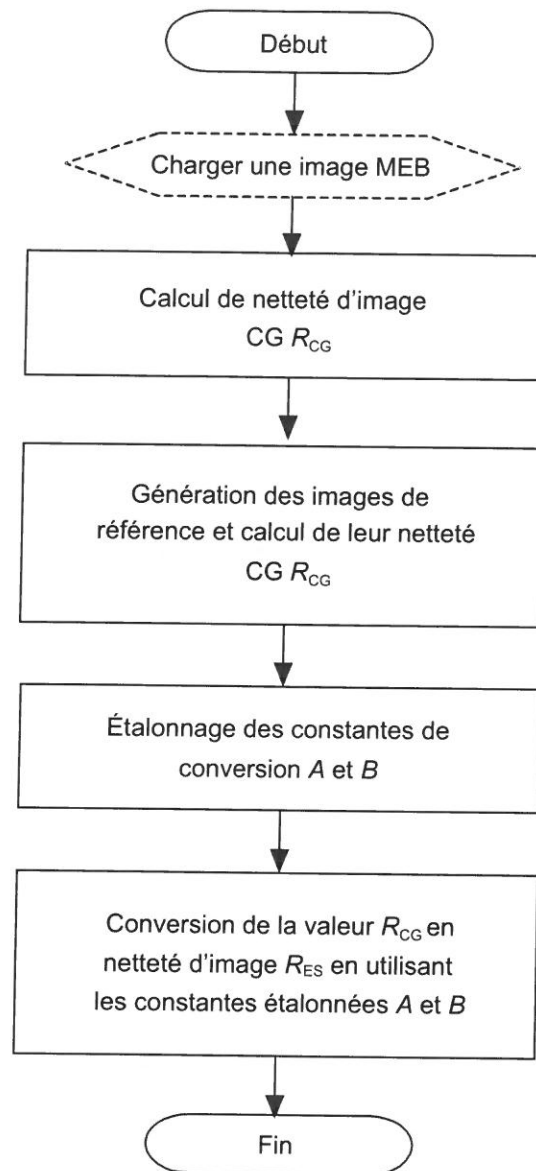 Début
Charger une image MEB
Calcul de netteté d'image
CG R_CG
Génération des images de
référence et calcul de leur netteté
CG R_CG
Étalonnage des constantes de
conversion A et B
Conversion de la valeur R_CG en
netteté d'image R_ES en utilisant
les constantes étalonnées A et B
Fin